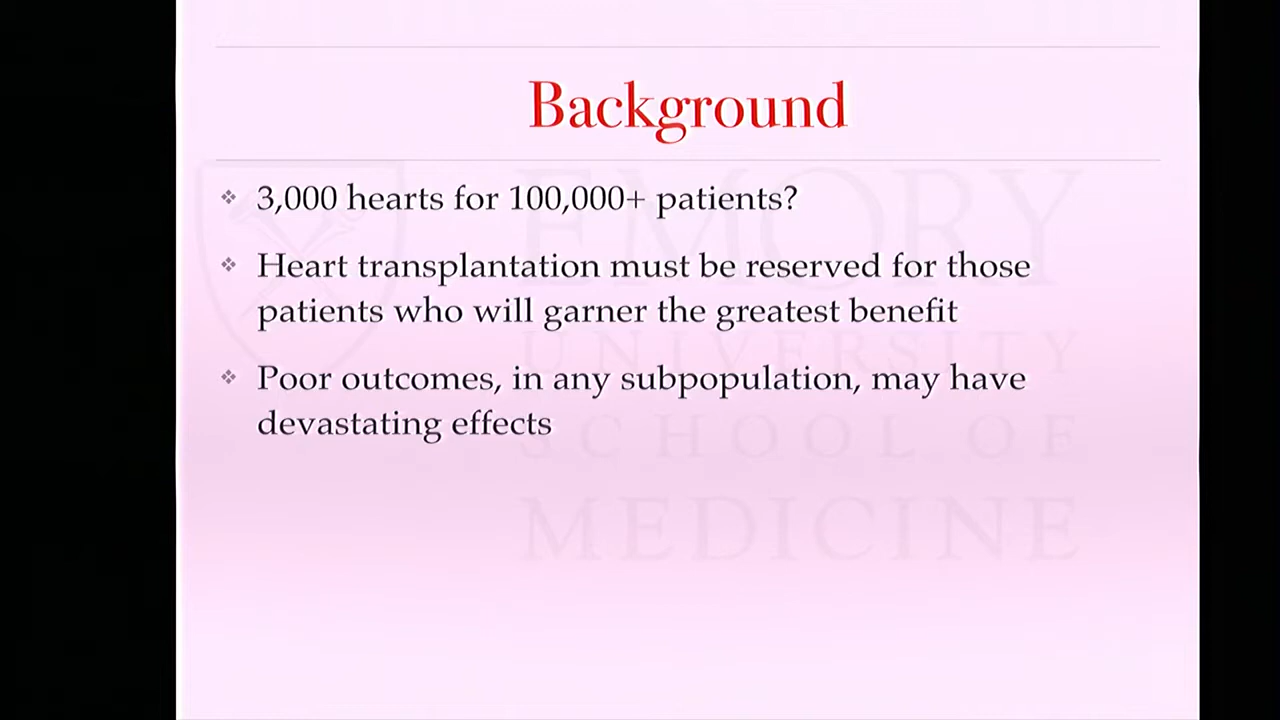 Background
3,000 hearts for 100,000+ patients?
Heart transplantation must be reserved for those
patients who will garner the greatest benefit
Poor outcomes, in any subpopulation, may have
devastating effects
EMORY
UNIVERSITY
SCHOOL OF
MEDICINE